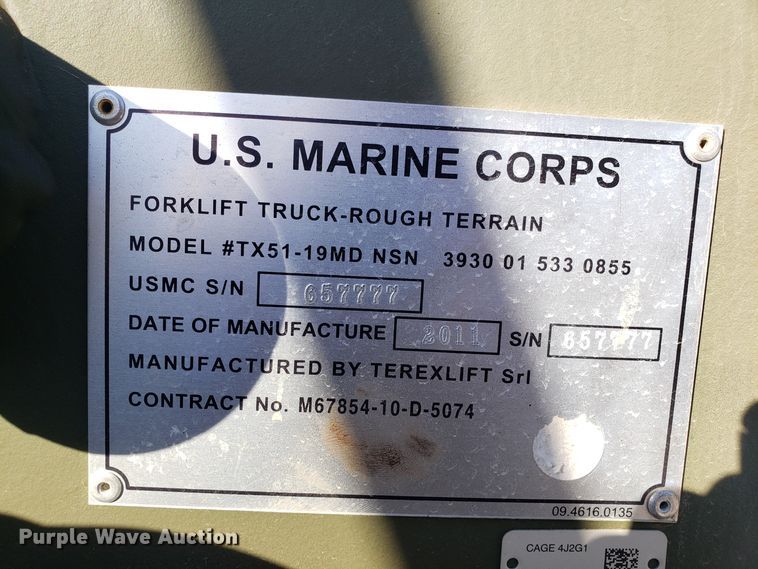 U.S. MARINE CORPS
FORKLIFT TRUCK-ROUGH TERRAIN
MODEL #TX51-19MD NSN 3930 01 533 0855
USMC S/N 657777
DATE OF MANUFACTURE 2011 S/N 657777
MANUFACTURED BY TEREXLIFT Srl
CONTRACT No. M67854-10-D-5074
09.4616.0135
CAGE 4J2G1
Purple Wave Auction